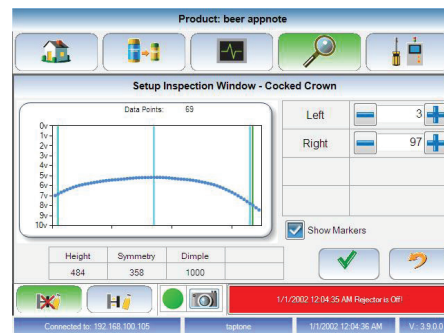 Product: beer appnote
Setup Inspection Window - Cocked Crown
Data Points: 69
0v
1v
2v
3v
4v
5v
6v
7v
8v
9v
10v
Left 3
Right 97
Show Markers
Height Symmetry Dimple
484 358 1000
H
1/1/2002 12:04:35 AM Rejector is Off!
Connected to: 192.168.100.105 taptone 1/1/2002 12:04:36 AM V.: 3.9.0.0